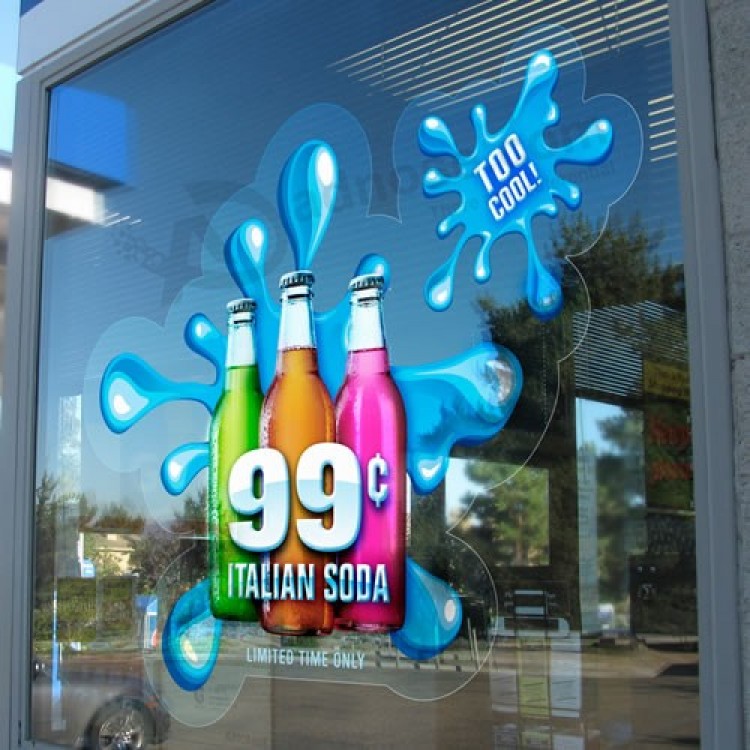 TOO
COOL!
99¢
ITALIAN SODA
LIMITED TIME ONLY